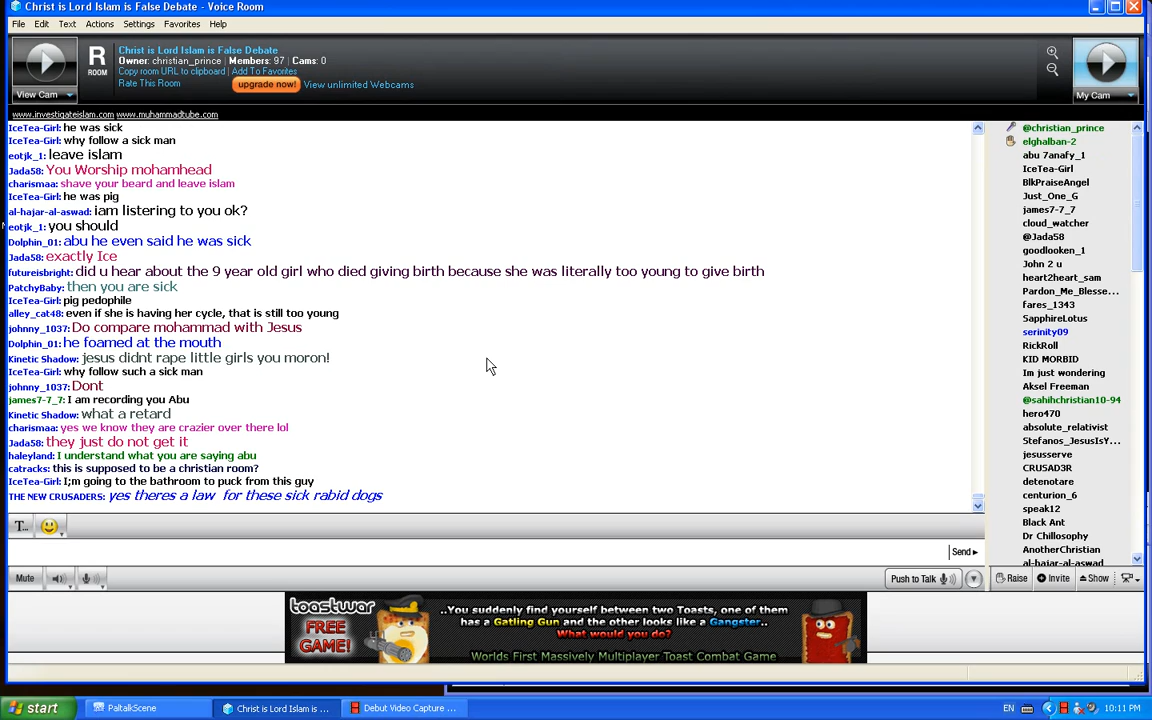 Christ is Lord Islam is False Debate - Voice Room
File Edit Text Actions Settings Favorites Help
View Cam
R
ROOM
Christ is Lord Islam is False Debate
Owner: christian_prince | Members: 97 | Cams: 0
Copy room URL to clipboard | Add To Favorites
Rate This Room
upgrade now! View unlimited Webcams
My Cam
www.investigateislam.com www.muhammadtube.com
IceTea-Girl: he was sick
IceTea-Girl: why follow a sick man
eotjk_1: leave islam
Jada58: You Worship mohamhead
charismaa: shave your beard and leave islam
IceTea-Girl: he was pig
al-hajar-al-aswad: iam listering to you ok?
eotjk_1: you should
Dolphin_01: abu he even said he was sick
Jada58: exactly Ice
futureisbright: did u hear about the 9 year old girl who died giving birth because she was literally too young to give birth
PatchyBaby: then you are sick
IceTea-Girl: pig pedophile
alley_cat48: even if she is having her cycle, that is still too young
johnny_1037: Do compare mohammad with Jesus
Dolphin_01: he foamed at the mouth
Kinetic Shadow: jesus didnt rape little girls you moron!
IceTea-Girl: why follow such a sick man
johnny_1037: Dont
james7-7_7: I am recording you Abu
Kinetic Shadow: what a retard
charismaa: yes we know they are crazier over there lol
Jada58: they just do not get it
haleyland: I understand what you are saying abu
catracks: this is supposed to be a christian room?
IceTea-Girl: I;m going to the bathroom to puck from this guy
THE NEW CRUSADERS: yes theres a law for these sick rabid dogs
@christian_prince
elghalban-2
abu 7anafy_1
IceTea-Girl
BlkPraiseAngel
Just_One_G
james7-7_7
cloud_watcher
@Jada58
goodlooken_1
John 2 u
heart2heart_sam
Pardon_Me_Blesse...
fares_1343
SapphireLotus
serinity09
RickRoll
KID MORBID
Im just wondering
Aksel Freeman
@sahihchristian10-94
hero470
absolute_relativist
Stefanos_JesusIsY...
jesusserve
CRUSAD3R
detenotare
centurion_6
speak12
Black Ant
Dr Chillosophy
AnotherChristian
al-hajar-al-aswad
T...
Send
Mute
Push to Talk
Raise Invite Show
toastwar
FREE
GAME!
..You suddenly find yourself between two Toasts, one of them
has a Gatling Gun and the other looks like a Gangster..
What would you do?
Worlds First Massively Multiplayer Toast Combat Game
start PaltalkScene Christ is Lord Islam is ... Debut Video Capture ... EN 10:11 PM